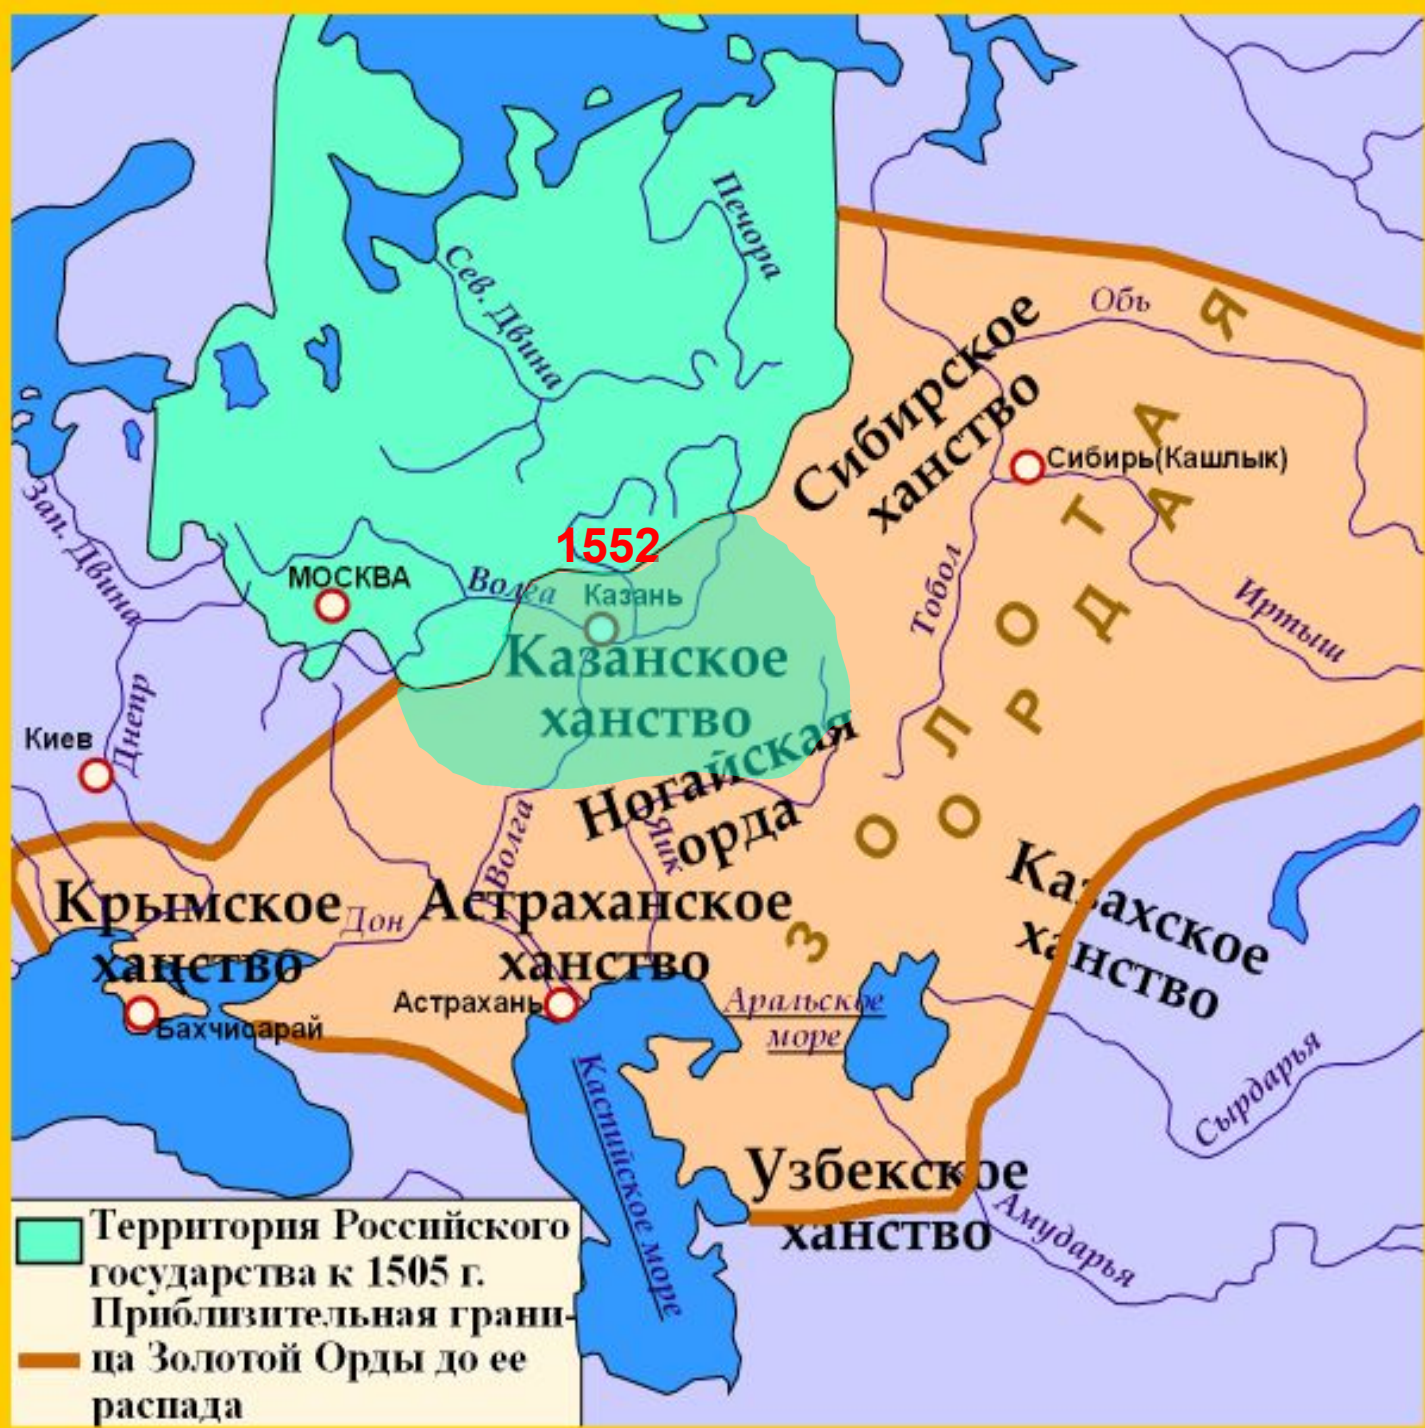 Печора
Сев. Двина
Обь
Сибирское
ханство
Сибирь(Кашлык)
Зап. Двина
1552
МОСКВА
Волга
Казань
Казанское
ханство
Тобол
Иртыш
Киев
Днепр
Ногайская
орда
Яик
Волга
ЗОЛОТАЯ
ОРДА
Казахское
ханство
Крымское
ханство
Дон
Астраханское
ханство
Астрахань
Бахчисарай
Аральское
море
Каспийское море
Сырдарья
Узбекское
ханство
Амударья
Территория Российского
государства к 1505 г.
Приблизительная грани-
ца Золотой Орды до ее
распада